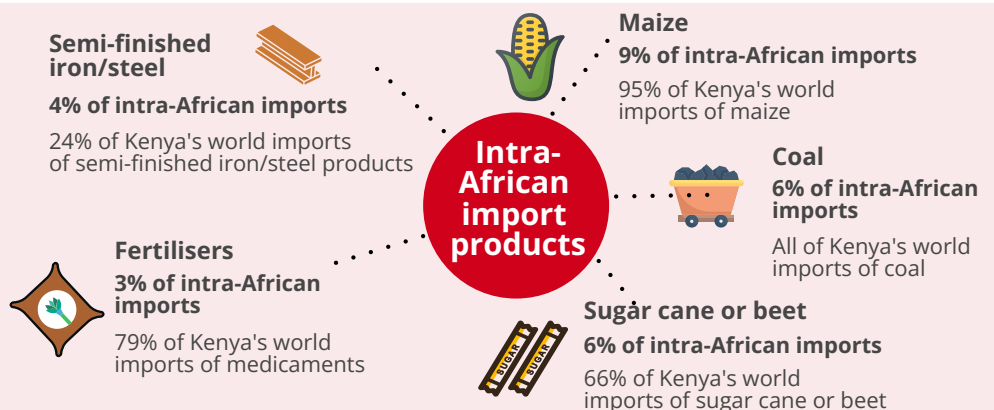 Semi-finished
iron/steel
4% of intra-African imports
24% of Kenya's world imports
of semi-finished iron/steel products
Maize
9% of intra-African imports
95% of Kenya's world
imports of maize
Intra-
African
import
products
Coal
6% of intra-African
imports
All of Kenya's world
imports of coal
Fertilisers
3% of intra-African
imports
79% of Kenya's world
imports of medicaments
SUGAR
SUGAR
Sugar cane or beet
6% of intra-African imports
66% of Kenya's world
imports of sugar cane or beet